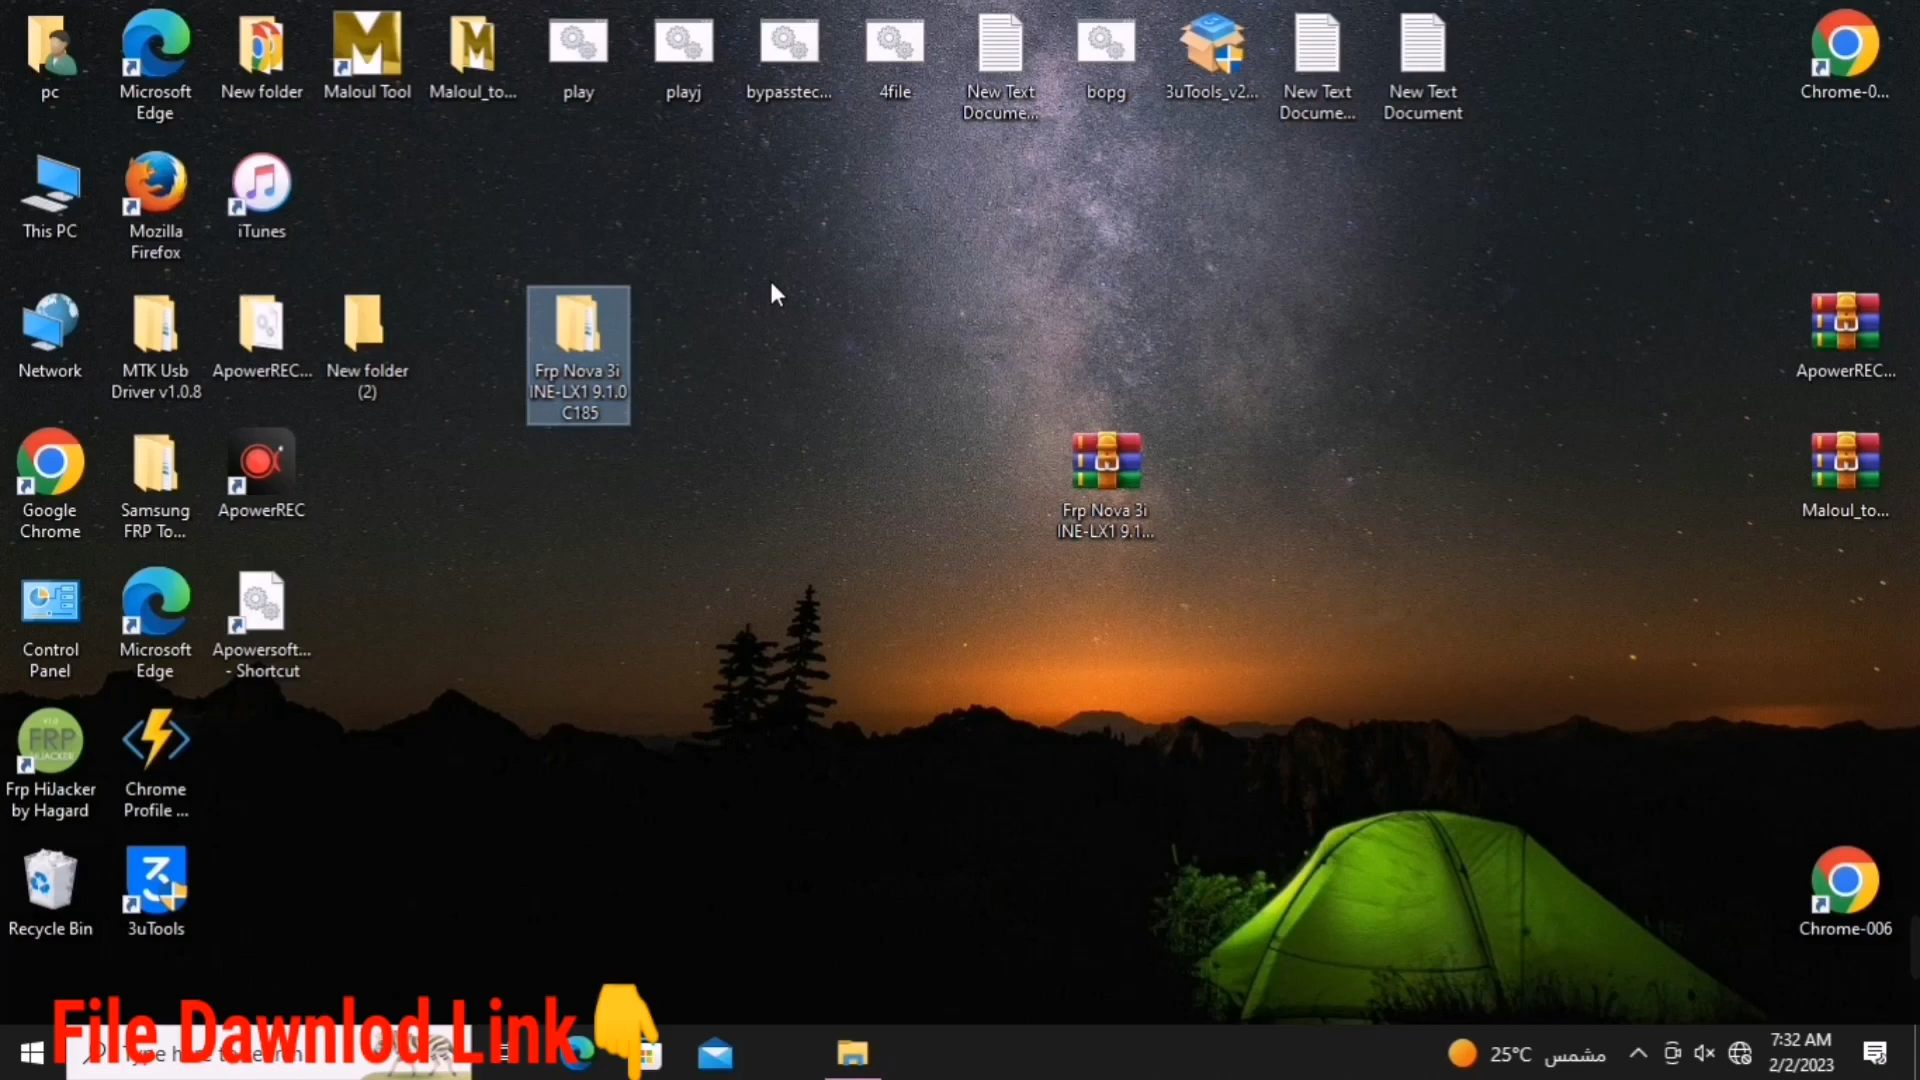 pc
Microsoft
Edge
New folder
Maloul Tool
Maloul_to...
play
playj
bypasstec...
4file
New Text
Docume...
bopg
3uTools_v2...
New Text
Docume...
New Text
Document
Chrome-0...
This PC
Mozilla
Firefox
iTunes
Network
MTK Usb
Driver v1.0.8
ApowerREC...
New folder
(2)
Frp Nova 3i
INE-LX1 9.1.0
C185
ApowerREC...
Google
Chrome
Samsung
FRP To...
ApowerREC
Frp Nova 3i
INE-LX1 9.1...
Maloul_to...
Control
Panel
Microsoft
Edge
Apowersoft...
- Shortcut
V1.0
FRP
HIJACKER
Frp HiJacker
by Hagard
Chrome
Profile ...
Recycle Bin
3uTools
Chrome-006
File Dawnlod Link
25°C مشمس
7:32 AM
2/2/2023